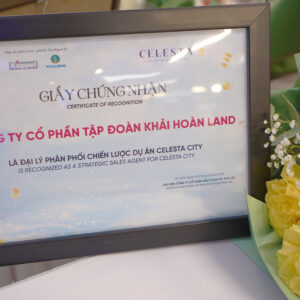 Keppel
CELESTA
GIẤY CHỨNG NHẬN
CERTIFICATE OF RECOGNITION
G TY CỔ PHẦN TẬP ĐOÀN KHẢI HOÀN LAND
LÀ ĐẠI LÝ PHÂN PHỐI CHIẾN LƯỢC DỰ ÁN CELESTA CITY
IS RECOGNIZED AS A STRATEGIC SALES AGENT FOR CELESTA CITY